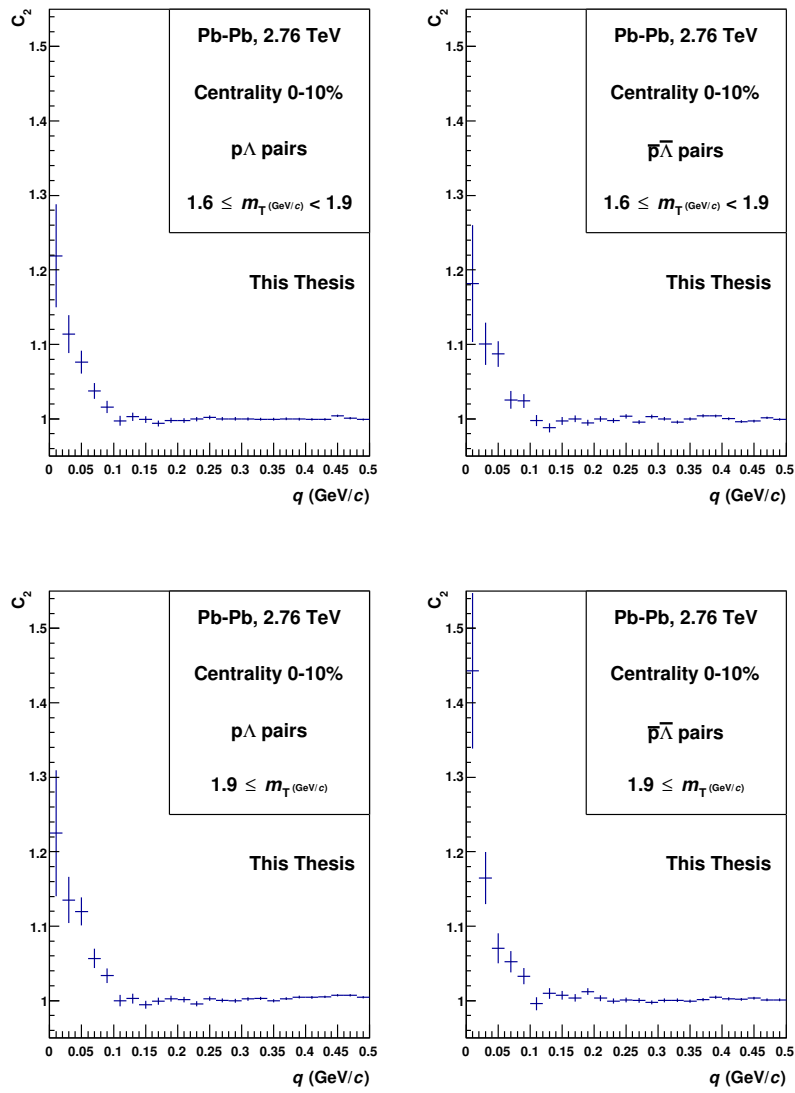 C₂
1.5
1.4
1.3
1.2
1.1
1
Pb-Pb, 2.76 TeV
Centrality 0-10%
pΛ pairs
1.6 ≤ m_T (GeV/c) < 1.9
This Thesis
0 0.05 0.1 0.15 0.2 0.25 0.3 0.35 0.4 0.45 0.5
q (GeV/c)
C₂
1.5
1.4
1.3
1.2
1.1
1
Pb-Pb, 2.76 TeV
Centrality 0-10%
p̅Λ̅ pairs
1.6 ≤ m_T (GeV/c) < 1.9
This Thesis
0 0.05 0.1 0.15 0.2 0.25 0.3 0.35 0.4 0.45 0.5
q (GeV/c)
C₂
1.5
1.4
1.3
1.2
1.1
1
Pb-Pb, 2.76 TeV
Centrality 0-10%
pΛ pairs
1.9 ≤ m_T (GeV/c)
This Thesis
0 0.05 0.1 0.15 0.2 0.25 0.3 0.35 0.4 0.45 0.5
q (GeV/c)
C₂
1.5
1.4
1.3
1.2
1.1
1
Pb-Pb, 2.76 TeV
Centrality 0-10%
p̅Λ̅ pairs
1.9 ≤ m_T (GeV/c)
This Thesis
0 0.05 0.1 0.15 0.2 0.25 0.3 0.35 0.4 0.45 0.5
q (GeV/c)